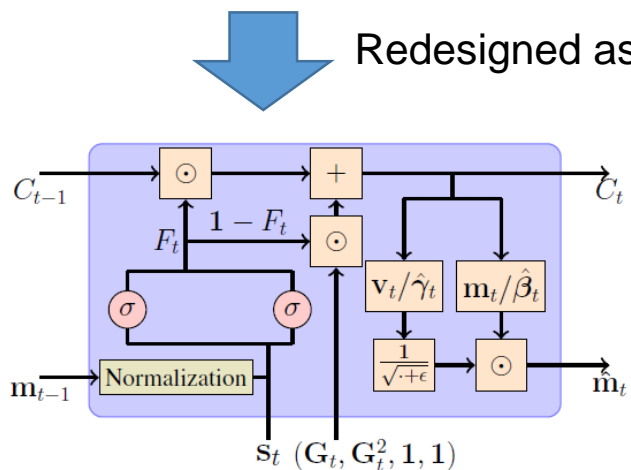 Redesigned as
⊙
+
C_{t-1}
C_t
F_t
1 − F_t
⊙
v_t/γ̂_t
m_t/β̂_t
σ
σ
1/√(·+ϵ)
⊙
m_{t-1}
Normalization
m̂_t
s_t
(G_t, G_t^2, 1, 1)